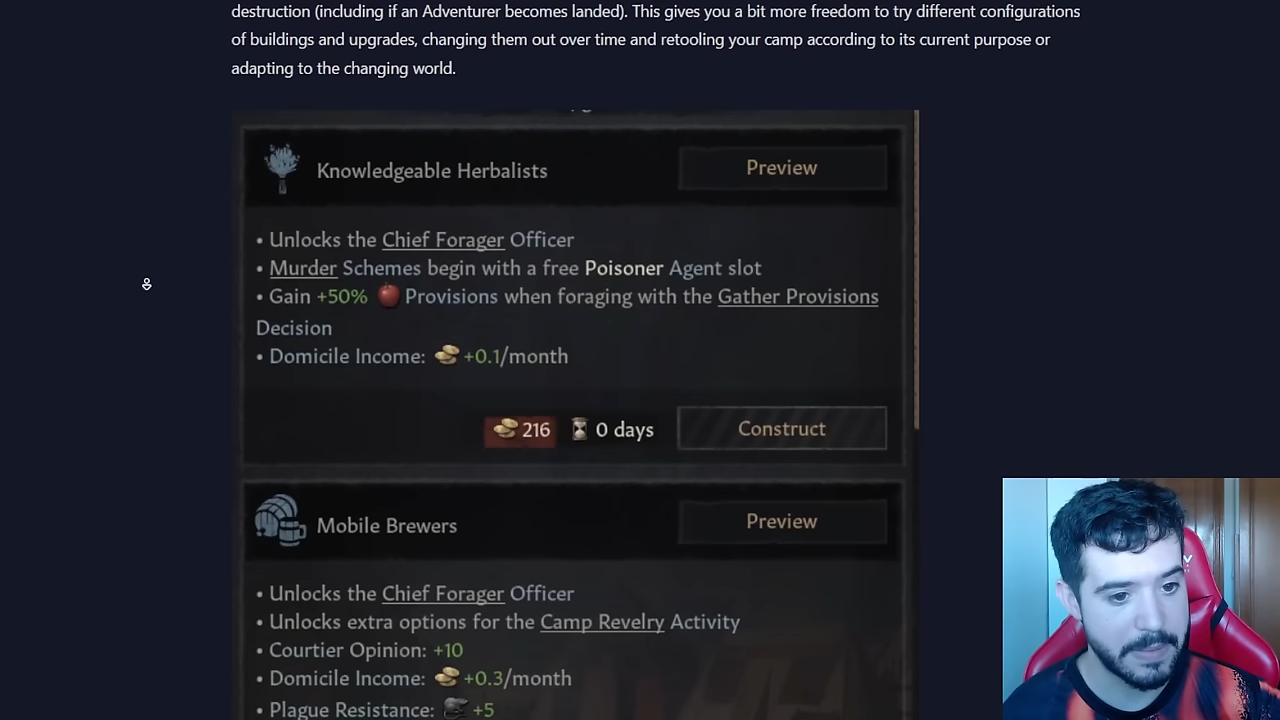 destruction (including if an Adventurer becomes landed). This gives you a bit more freedom to try different configurations
of buildings and upgrades, changing them out over time and retooling your camp according to its current purpose or
adapting to the changing world.
Knowledgeable Herbalists
Preview
• Unlocks the Chief Forager Officer
• Murder Schemes begin with a free Poisoner Agent slot
• Gain +50% Provisions when foraging with the Gather Provisions
Decision
• Domicile Income: +0.1/month
216 0 days Construct
Mobile Brewers
Preview
• Unlocks the Chief Forager Officer
• Unlocks extra options for the Camp Revelry Activity
• Courtier Opinion: +10
• Domicile Income: +0.3/month
• Plague Resistance: +5